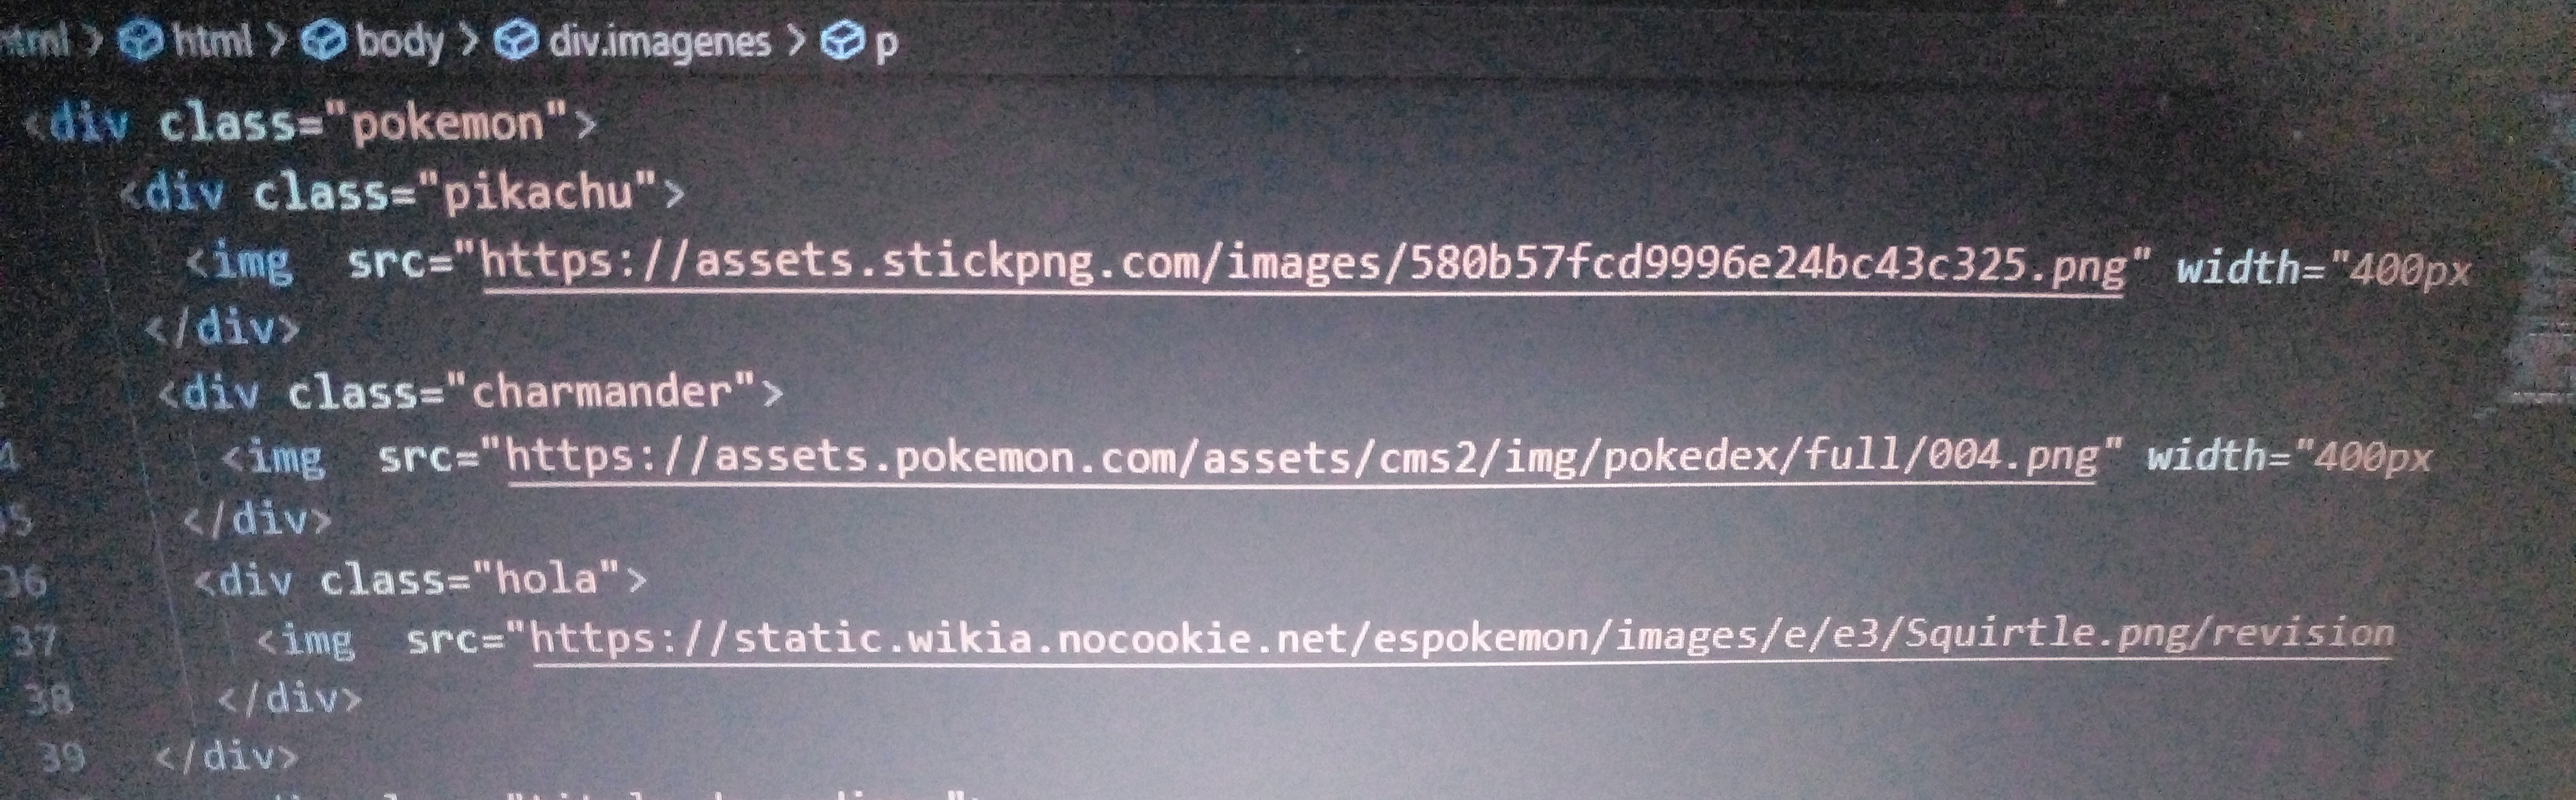 html > html > body > div.imagenes > p
<div class="pokemon">
<div class="pikachu">
<img  src="https://assets.stickpng.com/images/580b57fcd9996e24bc43c325.png" width="400px
</div>
<div class="charmander">
4 <img  src="https://assets.pokemon.com/assets/cms2/img/pokedex/full/004.png" width="400px
35 </div>
36 <div class="hola">
37 <img  src="https://static.wikia.nocookie.net/espokemon/images/e/e3/Squirtle.png/revision
38 </div>
39 </div>